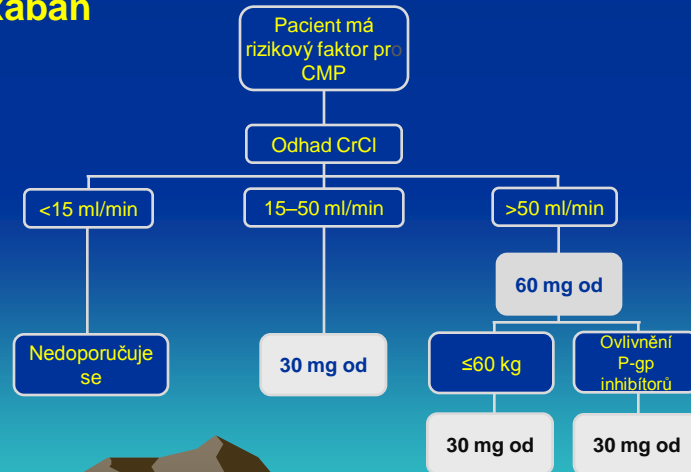 xaban
Pacient má
rizikový faktor pro
CMP
Odhad CrCl
<15 ml/min
15–50 ml/min
>50 ml/min
60 mg od
Nedoporučuje
se
30 mg od
≤60 kg
Ovlivnění
P-gp
inhibítorů
30 mg od
30 mg od